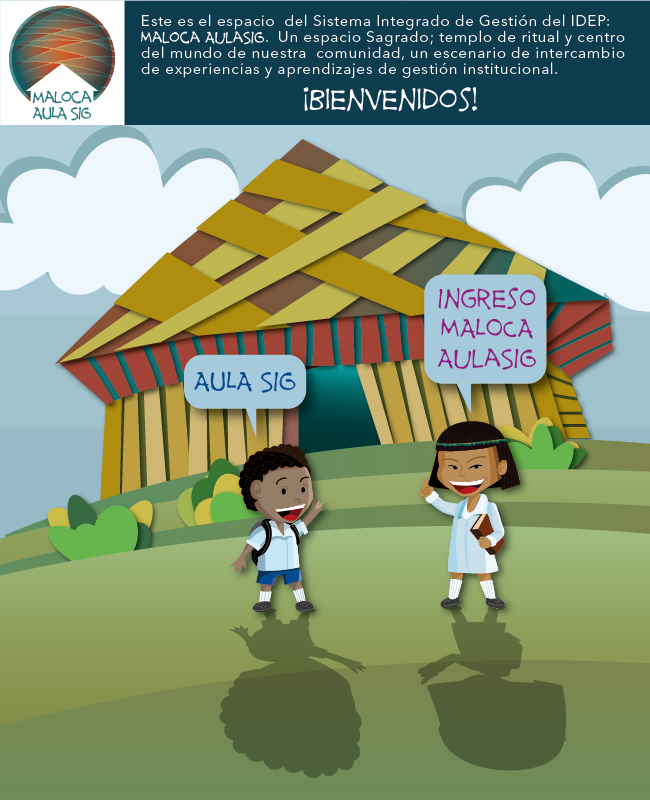 Este es el espacio del Sistema Integrado de Gestión del IDEP:
MALOCA AULASIG. Un espacio Sagrado; templo de ritual y centro
del mundo de nuestra comunidad, un escenario de intercambio
de experiencias y aprendizajes de gestión institucional.
¡BIENVENIDOS!
MALOCA
AULA SIG
INGRESO
MALOCA
AULASIG
AULA SIG